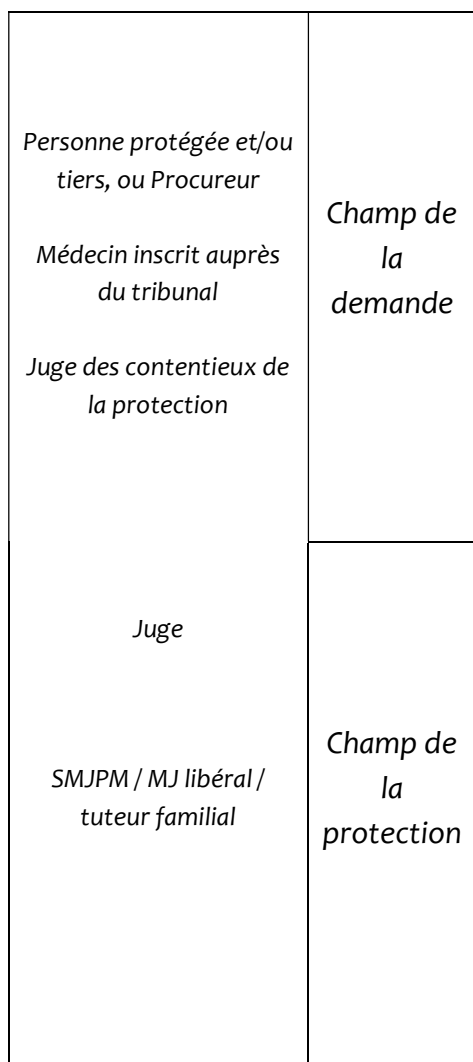 Personne protégée et/ou
tiers, ou Procureur
Médecin inscrit auprès
du tribunal
Juge des contentieux de
la protection
Champ de
la
demande
Juge
SMJPM / MJ libéral /
tuteur familial
Champ de
la
protection